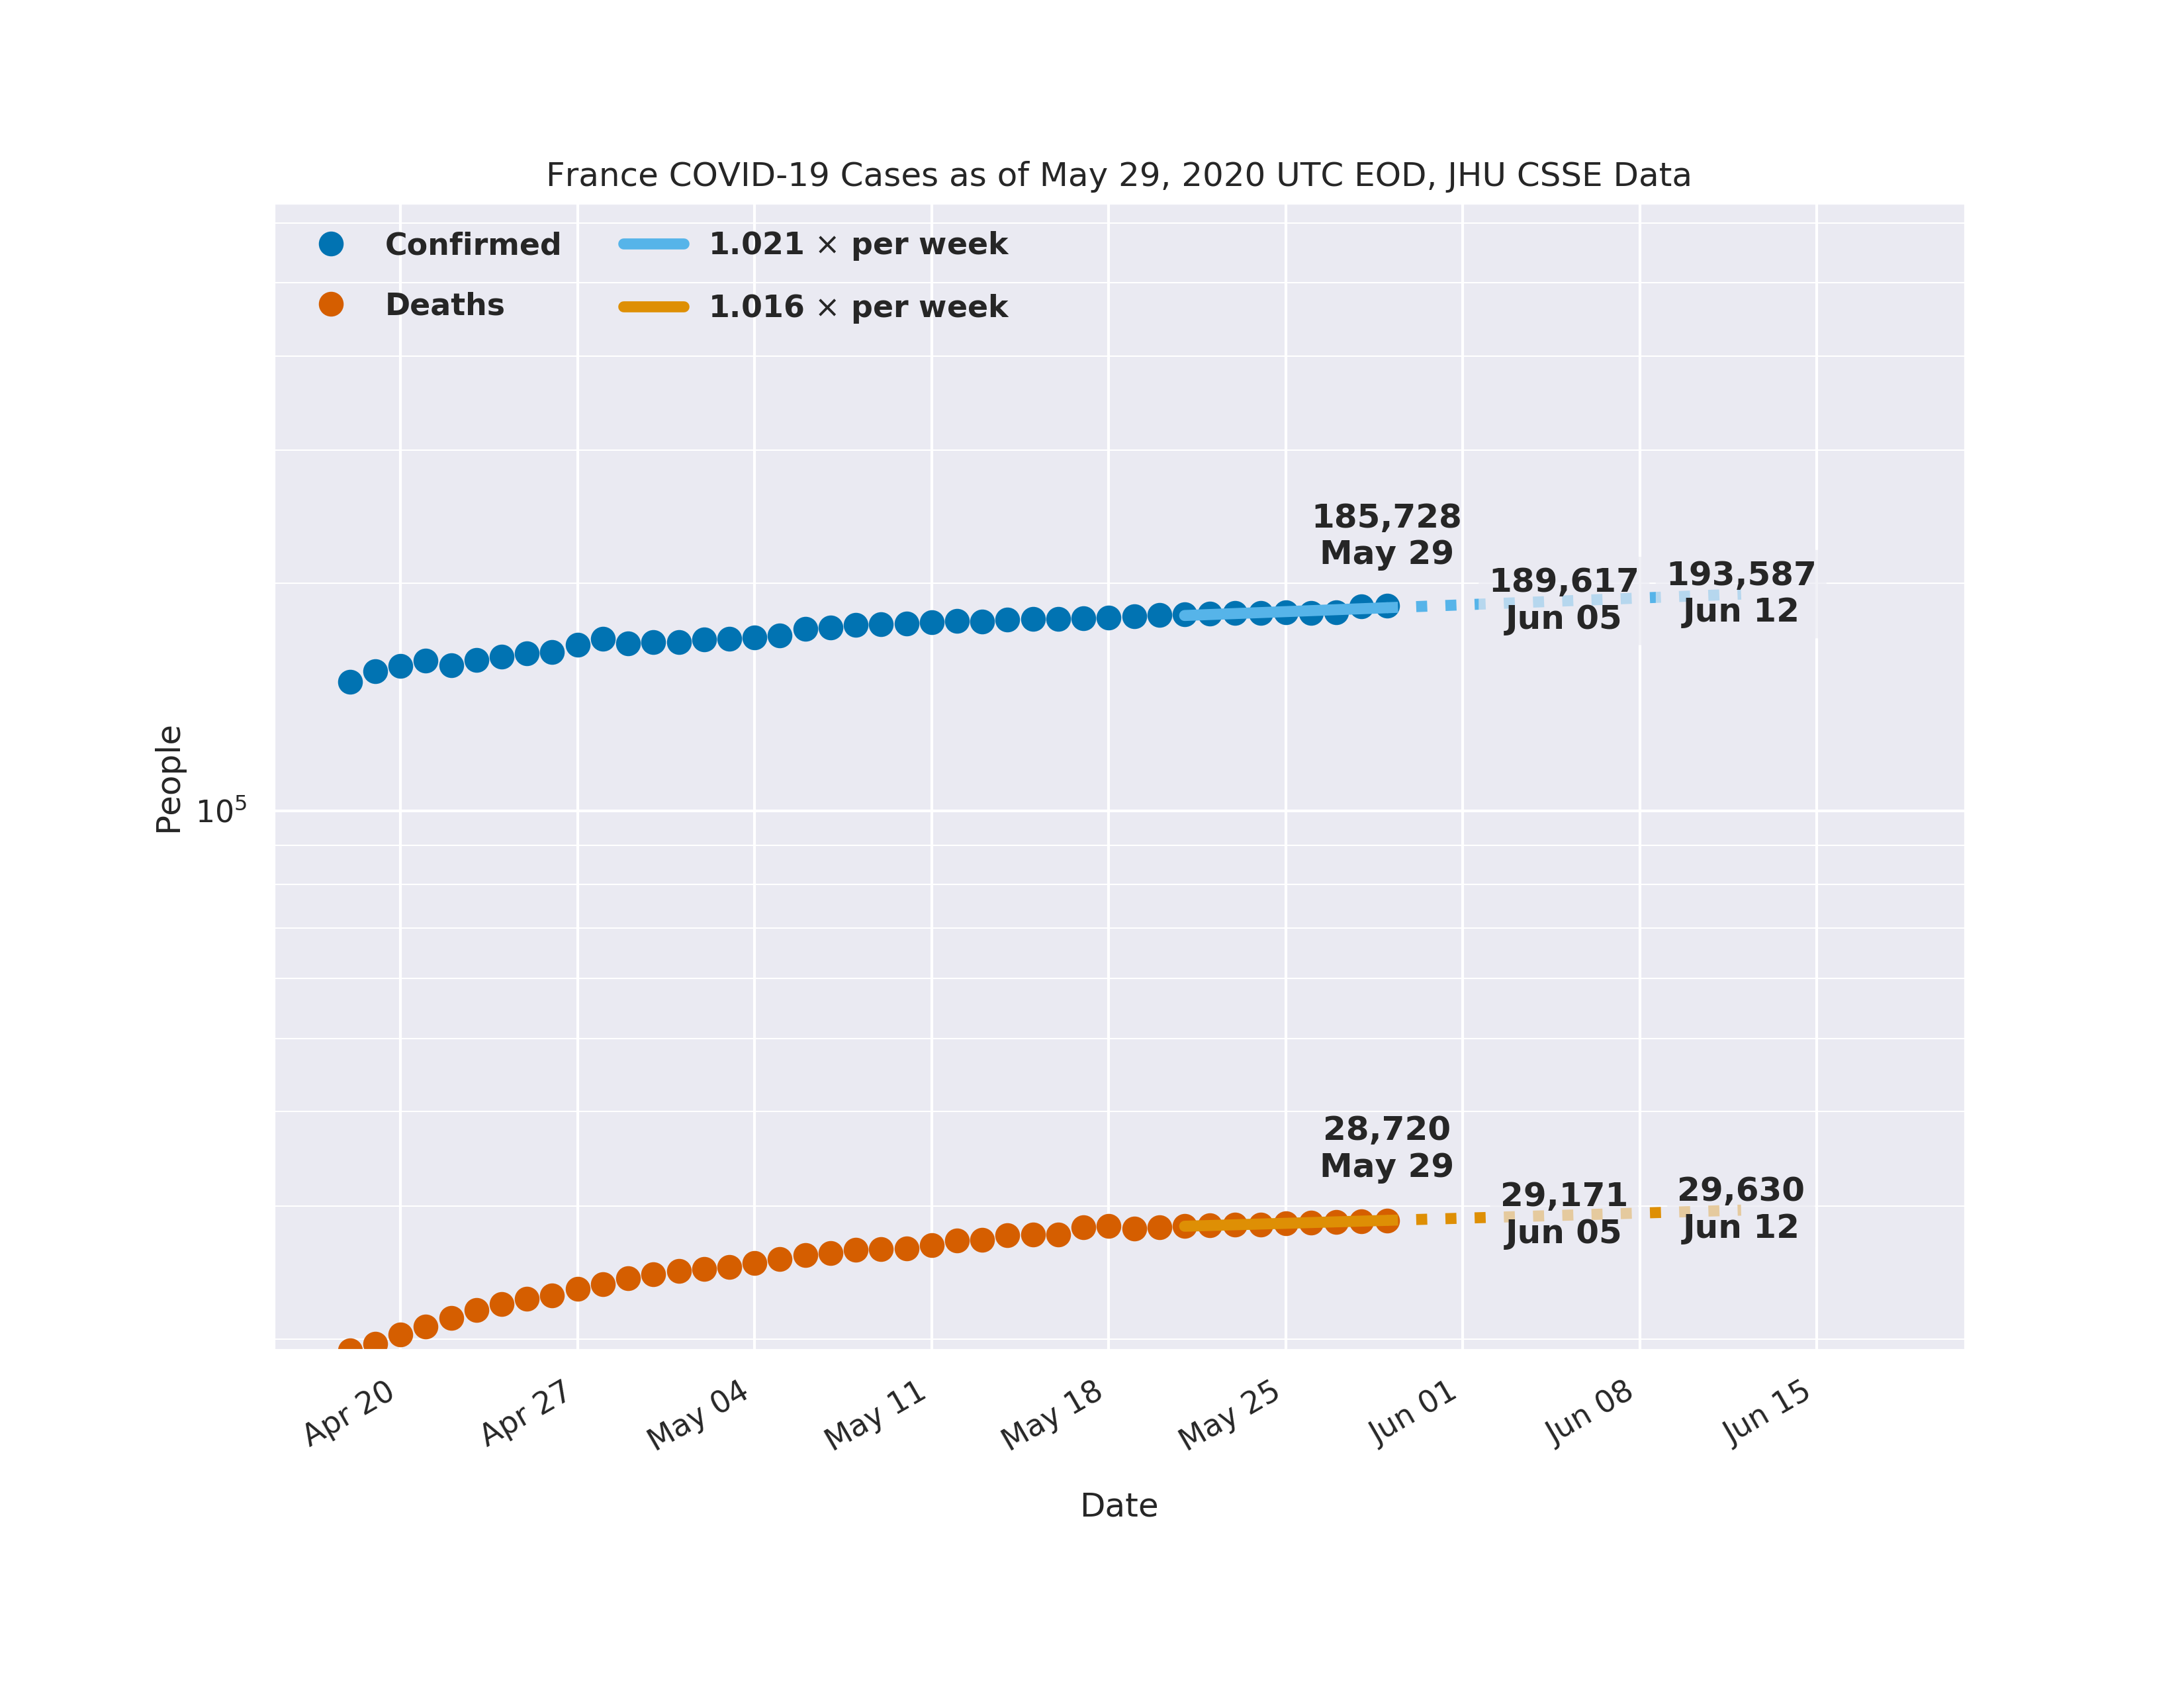 France COVID-19 Cases as of May 29, 2020 UTC EOD, JHU CSSE Data
Confirmed
Deaths
1.021 × per week
1.016 × per week
185,728
May 29
189,617
Jun 05
193,587
Jun 12
People
10⁵
28,720
May 29
29,171
Jun 05
29,630
Jun 12
Apr 20
Apr 27
May 04
May 11
May 18
May 25
Jun 01
Jun 08
Jun 15
Date